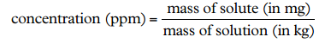 concentration (ppm) = mass of solute (in mg) / mass of solution (in kg)